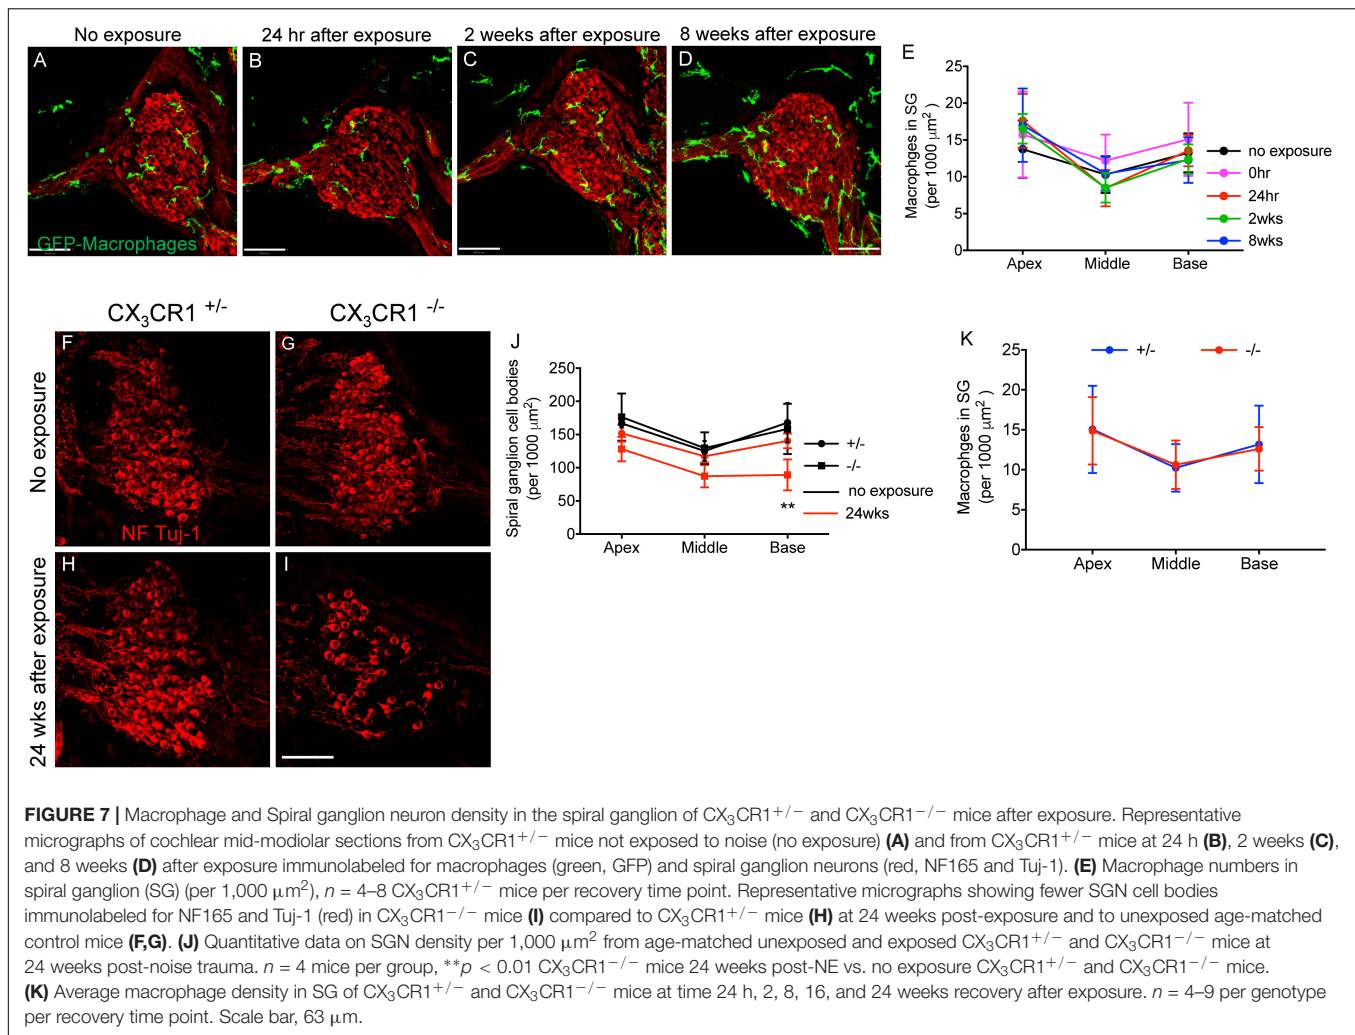 No exposure
24 hr after exposure
2 weeks after exposure
8 weeks after exposure
A
B
C
D
GFP-Macrophages NF
E
Macrophges in SG
(per 1000 μm²)
25
20
15
10
5
0
Apex
Middle
Base
no exposure
0hr
24hr
2wks
8wks
CX₃CR1 +/-
CX₃CR1 -/-
No exposure
24 wks after exposure
F
G
NF Tuj-1
H
I
J
Spiral ganglion cell bodies
(per 1000 μm²)
250
200
150
100
50
0
**
Apex
Middle
Base
+/-
-/-
no exposure
24wks
K
+/-
-/-
Macrophges in SG
(per 1000 μm²)
25
20
15
10
5
0
Apex
Middle
Base
FIGURE 7 | Macrophage and Spiral ganglion neuron density in the spiral ganglion of CX₃CR1⁺/⁻ and CX₃CR1⁻/⁻ mice after exposure. Representative
micrographs of cochlear mid-modiolar sections from CX₃CR1⁺/⁻ mice not exposed to noise (no exposure) (A) and from CX₃CR1⁺/⁻ mice at 24 h (B), 2 weeks (C),
and 8 weeks (D) after exposure immunolabeled for macrophages (green, GFP) and spiral ganglion neurons (red, NF165 and Tuj-1). (E) Macrophage numbers in
spiral ganglion (SG) (per 1,000 μm²), n = 4–8 CX₃CR1⁺/⁻ mice per recovery time point. Representative micrographs showing fewer SGN cell bodies
immunolabeled for NF165 and Tuj-1 (red) in CX₃CR1⁻/⁻ mice (I) compared to CX₃CR1⁺/⁻ mice (H) at 24 weeks post-exposure and to unexposed age-matched
control mice (F,G). (J) Quantitative data on SGN density per 1,000 μm² from age-matched unexposed and exposed CX₃CR1⁺/⁻ and CX₃CR1⁻/⁻ mice at
24 weeks post-noise trauma. n = 4 mice per group, **p < 0.01 CX₃CR1⁻/⁻ mice 24 weeks post-NE vs. no exposure CX₃CR1⁺/⁻ and CX₃CR1⁻/⁻ mice.
(K) Average macrophage density in SG of CX₃CR1⁺/⁻ and CX₃CR1⁻/⁻ mice at time 24 h, 2, 8, 16, and 24 weeks recovery after exposure. n = 4–9 per genotype
per recovery time point. Scale bar, 63 μm.